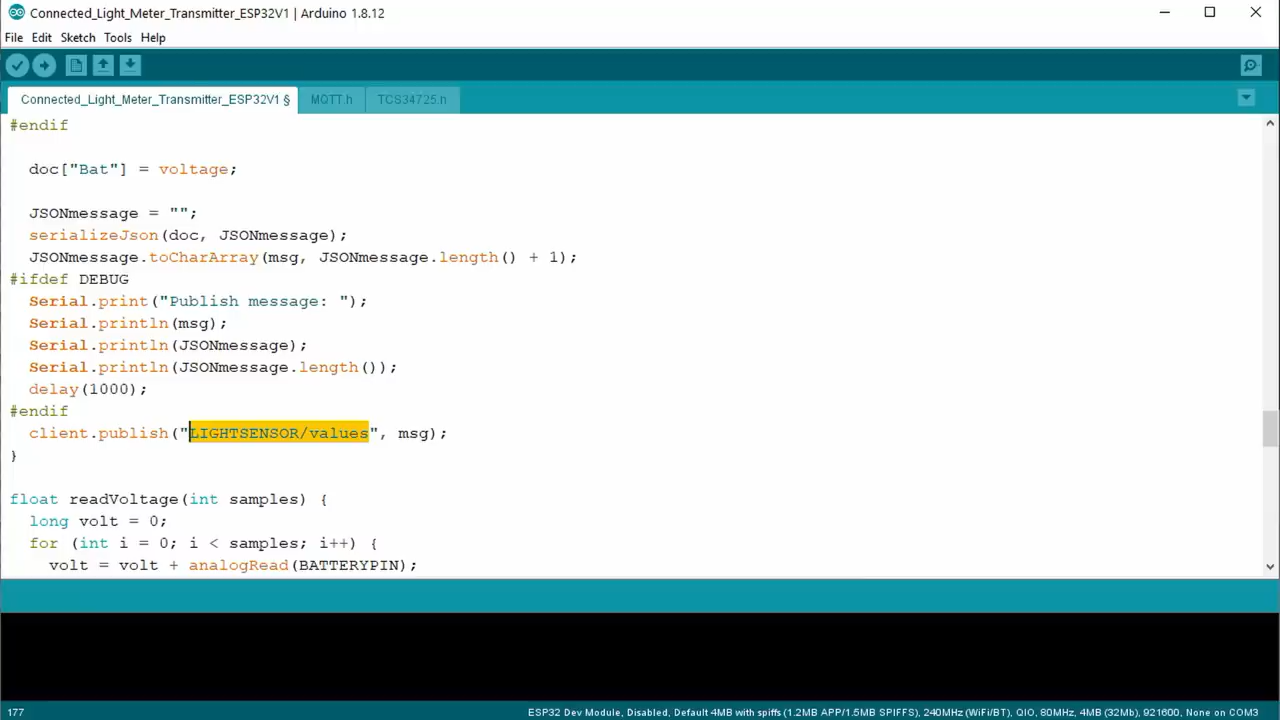 Connected_Light_Meter_Transmitter_ESP32V1 | Arduino 1.8.12
File Edit Sketch Tools Help
Connected_Light_Meter_Transmitter_ESP32V1 § MQTT.h TCS34725.h
#endif
doc["Bat"] = voltage;
JSONmessage = "";
serializeJson(doc, JSONmessage);
JSONmessage.toCharArray(msg, JSONmessage.length() + 1);
#ifdef DEBUG
Serial.print("Publish message: ");
Serial.println(msg);
Serial.println(JSONmessage);
Serial.println(JSONmessage.length());
delay(1000);
#endif
client.publish("LIGHTSENSOR/values", msg);
}
float readVoltage(int samples) {
long volt = 0;
for (int i = 0; i < samples; i++) {
volt = volt + analogRead(BATTERYPIN);
177 ESP32 Dev Module, Disabled, Default 4MB with spiffs (1.2MB APP/1.5MB SPIFFS), 240MHz (WiFi/BT), QIO, 80MHz, 4MB (32Mb), 921600, None on COM3